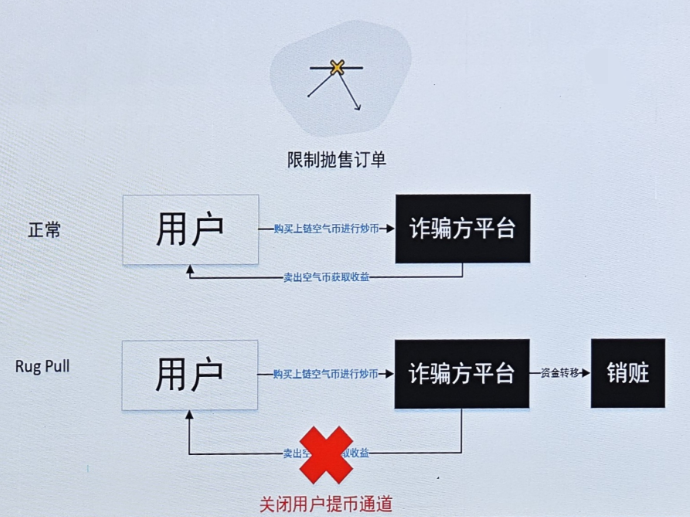 限制抛售订单
正常
用户
购买上链空气币进行炒币
诈骗方平台
卖出空气币获取收益
Rug Pull
用户
购买上链空气币进行炒币
诈骗方平台
资金转移
销赃
卖出空 取收益
关闭用户提币通道